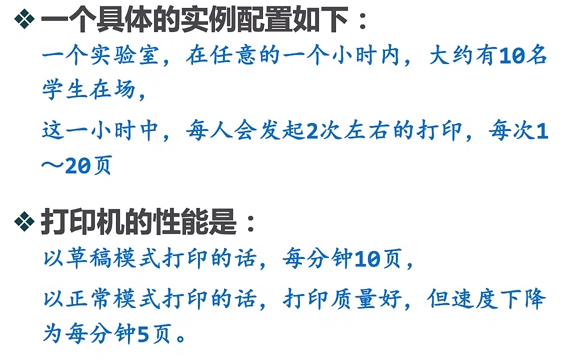 ❖一个具体的实例配置如下：
一个实验室，在任意的一个小时内，大约有10名
学生在场，
这一小时中，每人会发起2次左右的打印，每次1
～20页
❖打印机的性能是：
以草稿模式打印的话，每分钟10页，
以正常模式打印的话，打印质量好，但速度下降
为每分钟5页。